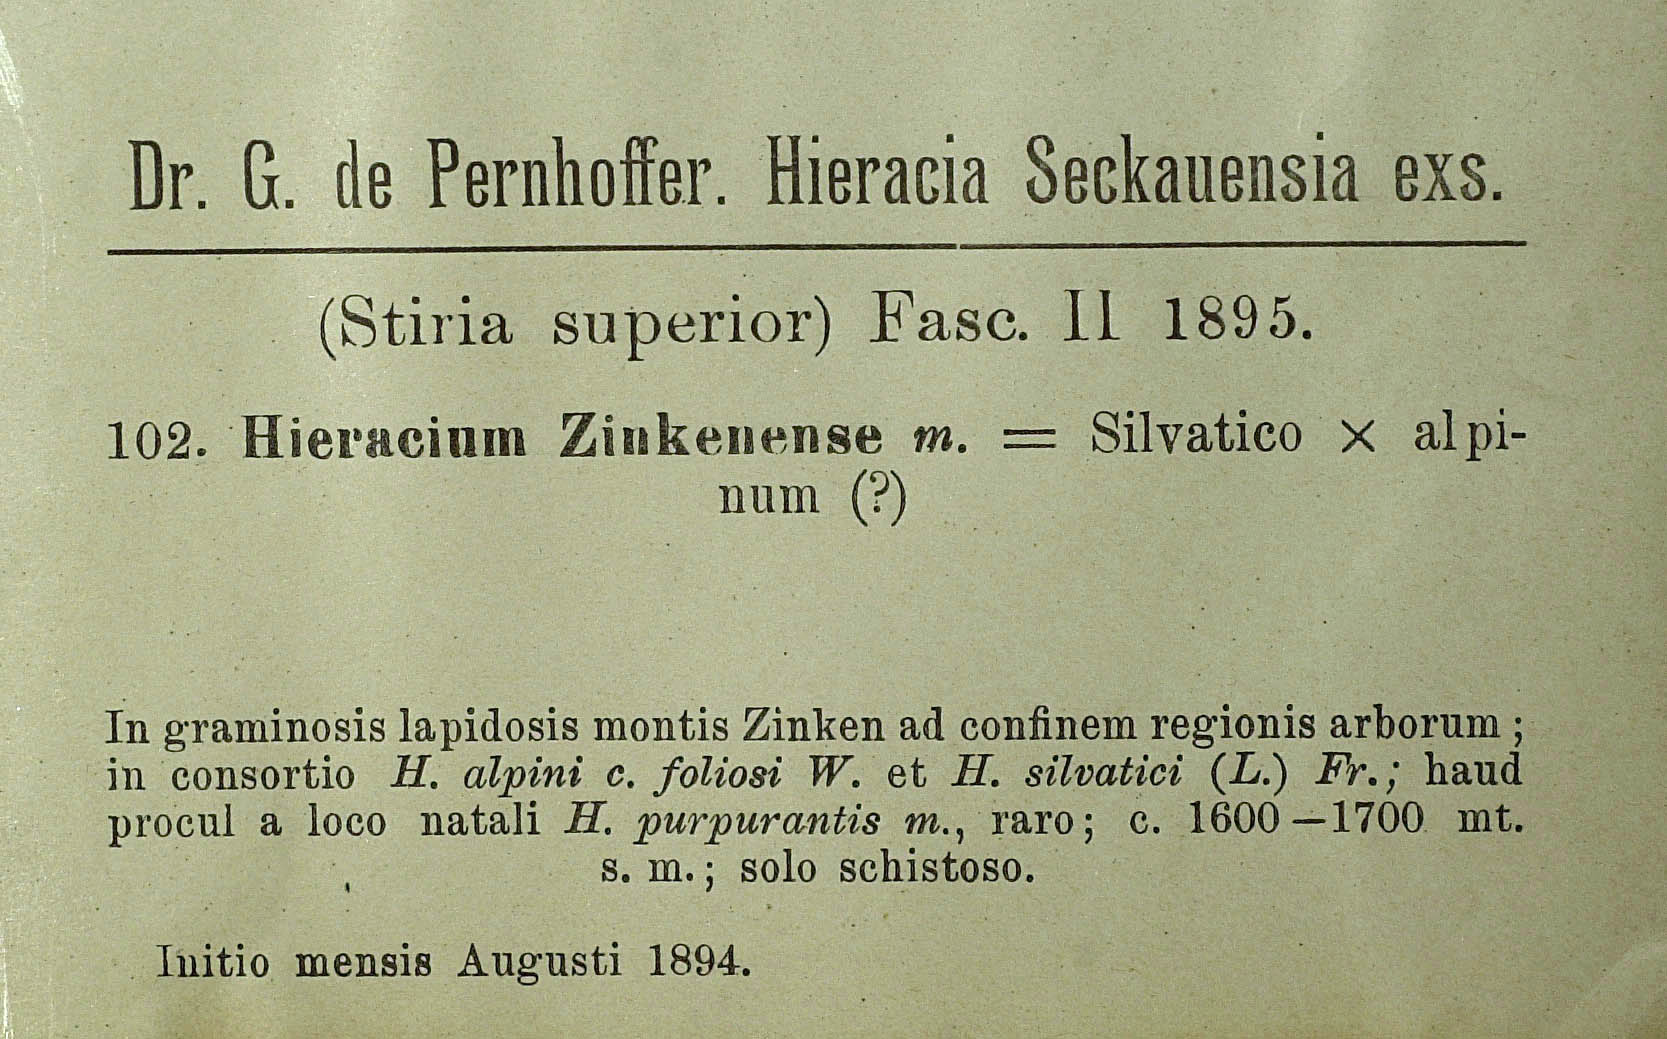 Dr. G. de Pernhoffer. Hieracia Seckauensia exs.
(Stiria superior) Fasc. II 1895.
102. Hieracium Zinkenense m. = Silvatico × alpi-
num (?)
In graminosis lapidosis montis Zinken ad confinem regionis arborum ;
in consortio H. alpini c. foliosi W. et H. silvatici (L.) Fr.; haud
procul a loco natali H. purpurantis m., raro; c. 1600–1700 mt.
s. m.; solo schistoso.
Initio mensis Augusti 1894.